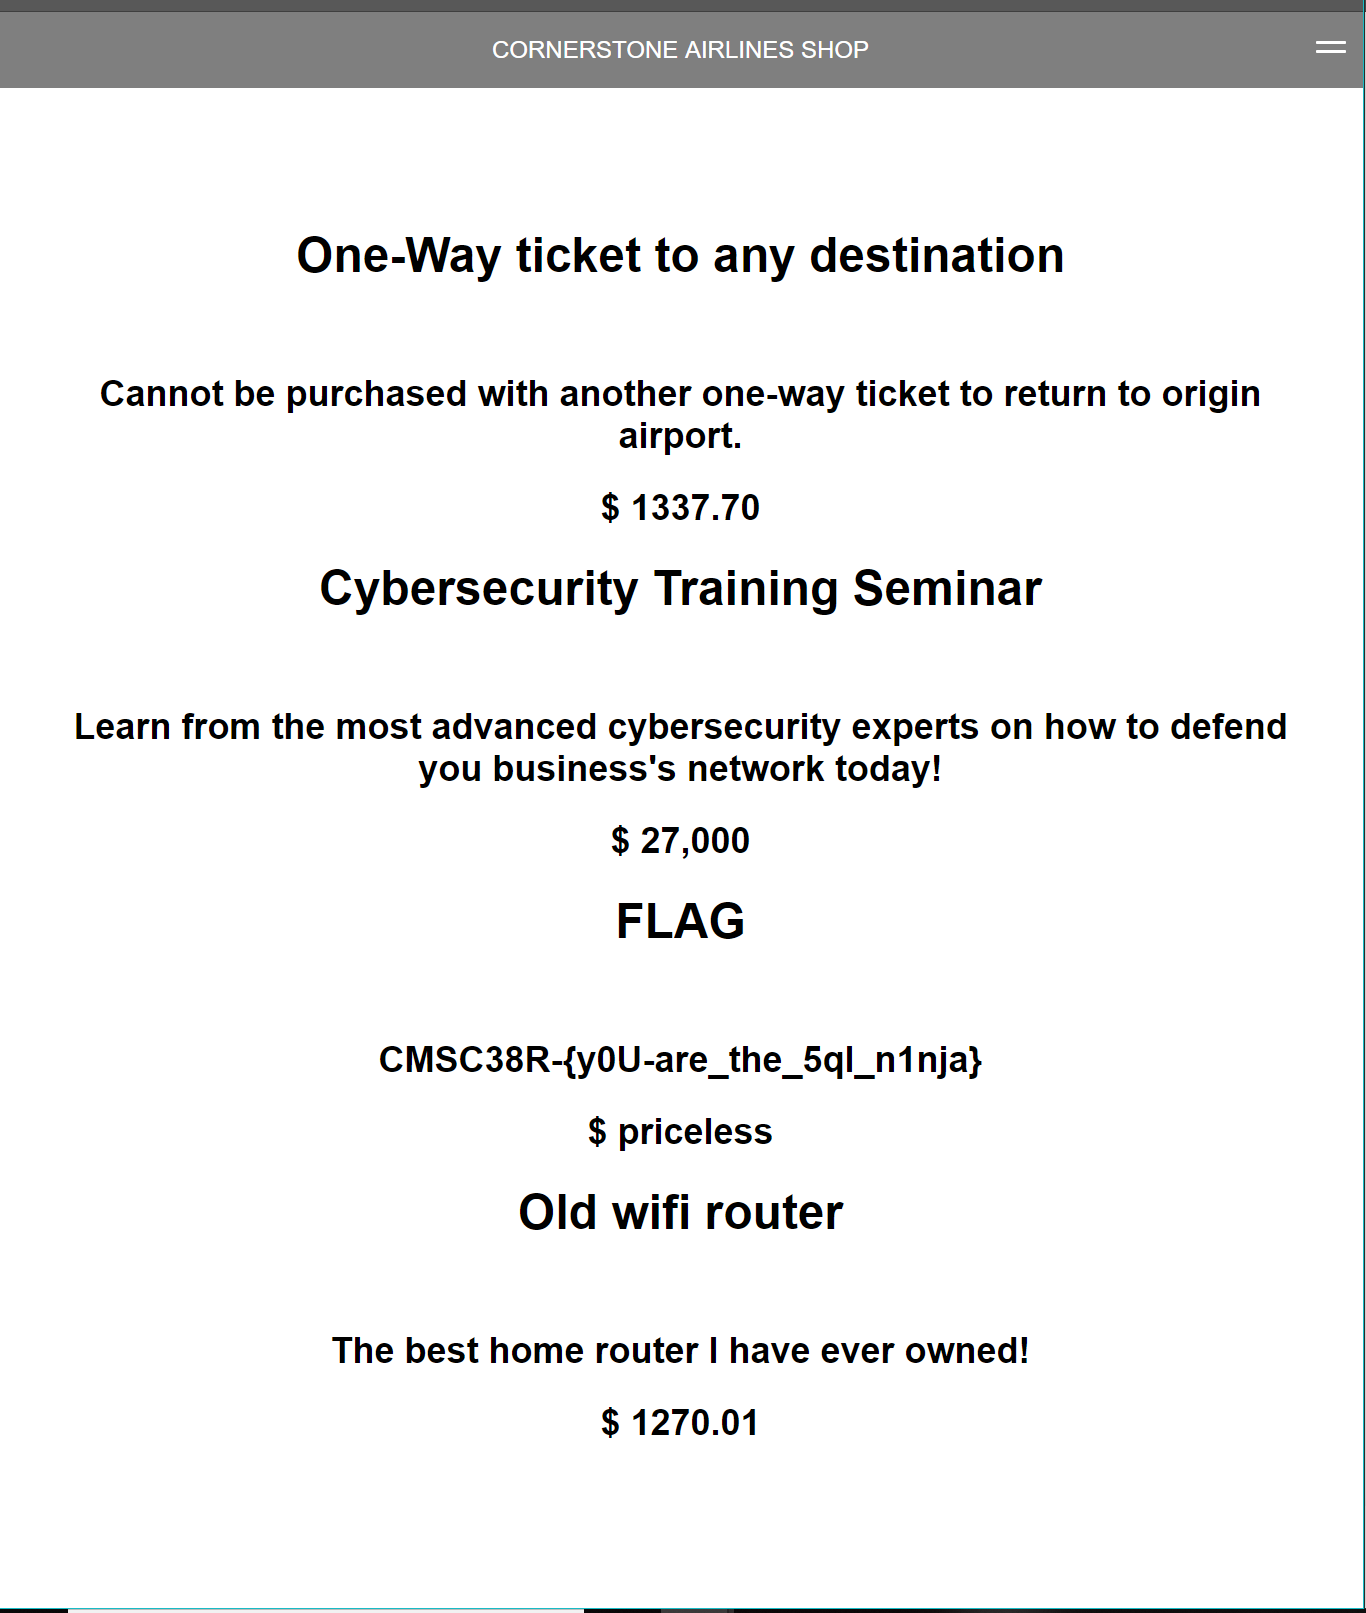 CORNERSTONE AIRLINES SHOP
One-Way ticket to any destination
Cannot be purchased with another one-way ticket to return to origin
airport.
$ 1337.70
Cybersecurity Training Seminar
Learn from the most advanced cybersecurity experts on how to defend
you business's network today!
$ 27,000
FLAG
CMSC38R-{y0U-are_the_5ql_n1nja}
$ priceless
Old wifi router
The best home router I have ever owned!
$ 1270.01